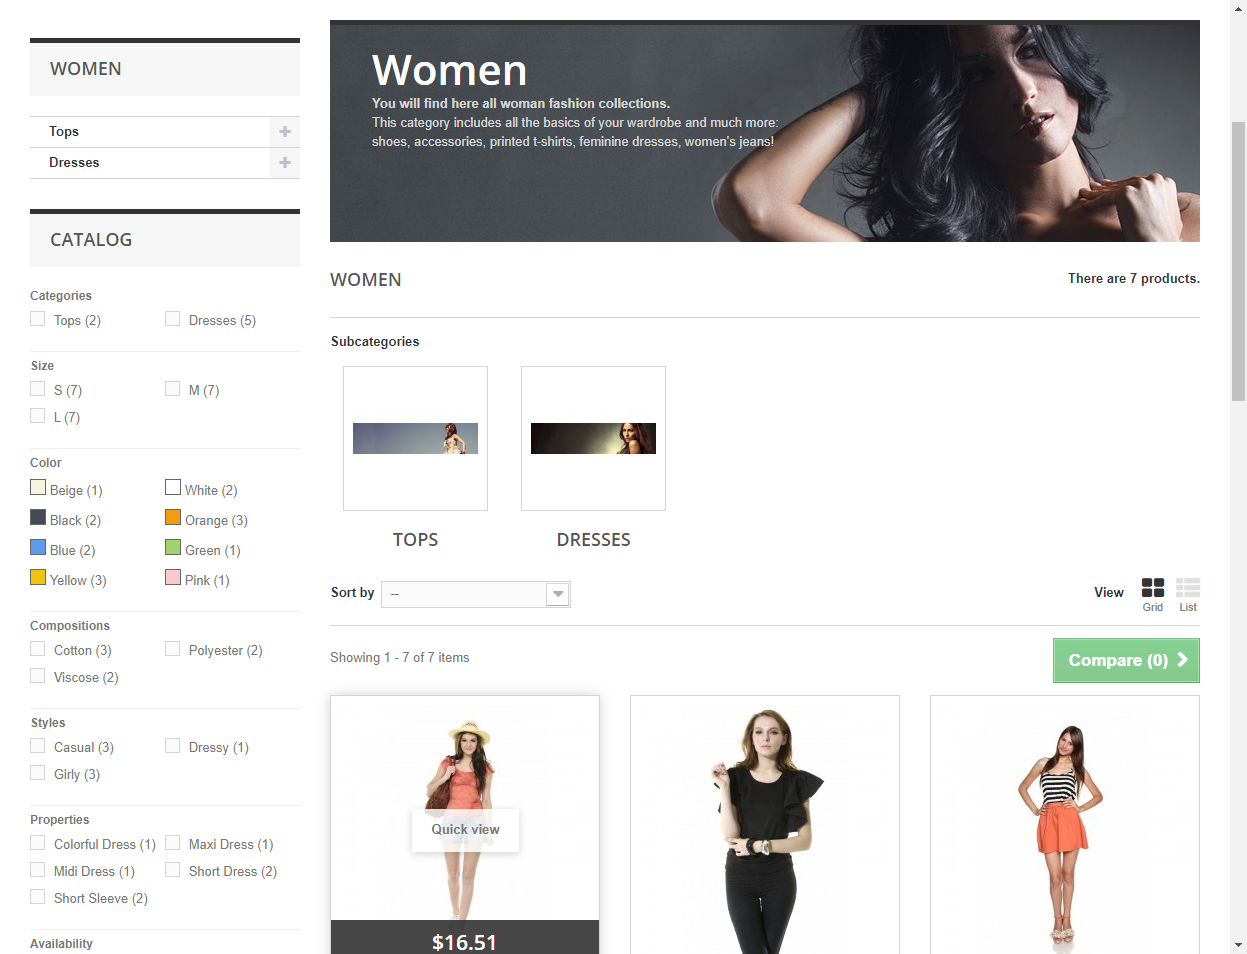 WOMEN
Tops
Dresses
CATALOG
Categories
Tops (2)
Dresses (5)
Size
S (7)
M (7)
L (7)
Color
Beige (1)
White (2)
Black (2)
Orange (3)
Blue (2)
Green (1)
Yellow (3)
Pink (1)
Compositions
Cotton (3)
Polyester (2)
Viscose (2)
Styles
Casual (3)
Dressy (1)
Girly (3)
Properties
Colorful Dress (1)
Maxi Dress (1)
Midi Dress (1)
Short Dress (2)
Short Sleeve (2)
Availability
Women
You will find here all woman fashion collections.
This category includes all the basics of your wardrobe and much more:
shoes, accessories, printed t-shirts, feminine dresses, women's jeans!
WOMEN
There are 7 products.
Subcategories
TOPS
DRESSES
Sort by
--
View
Grid
List
Showing 1 - 7 of 7 items
Compare (0)
Quick view
$16.51